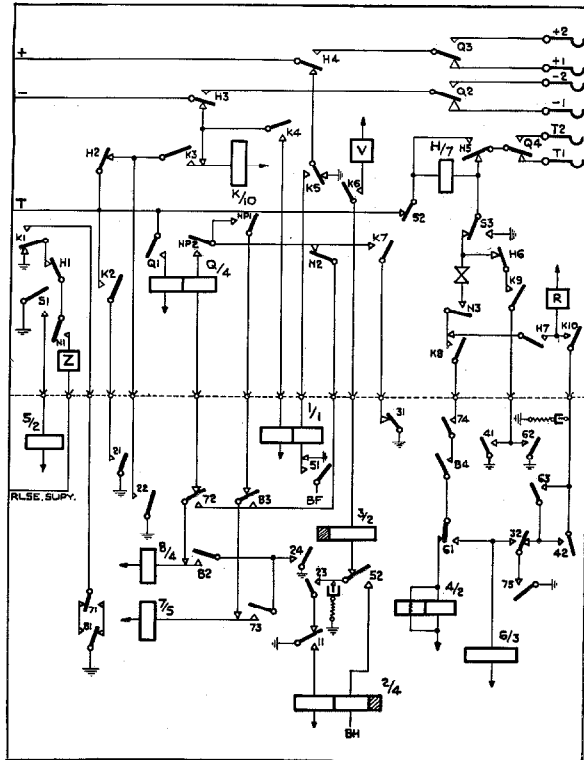 +
Q3
+2
H4
+1
-2
-
H3
Q2
-1
K4
V
T2
H2
K3
H5
Q4
T1
K/10
K5
K6
H/7
T
S2
K1
NP1
S3
H1
Q1
NP2
N2
K7
H6
K2
Q/4
K9
R
S1
N3
N1
H7
K10
Z
K8
1/1
31
74
5/2
21
41
62
51
B4
63
RLSE. SUPY.
22
72
B3
BF
3/2
61
32
42
8/4
B2
24
23
52
4/2
75
71
7/5
6/3
B1
73
11
2/4
BH